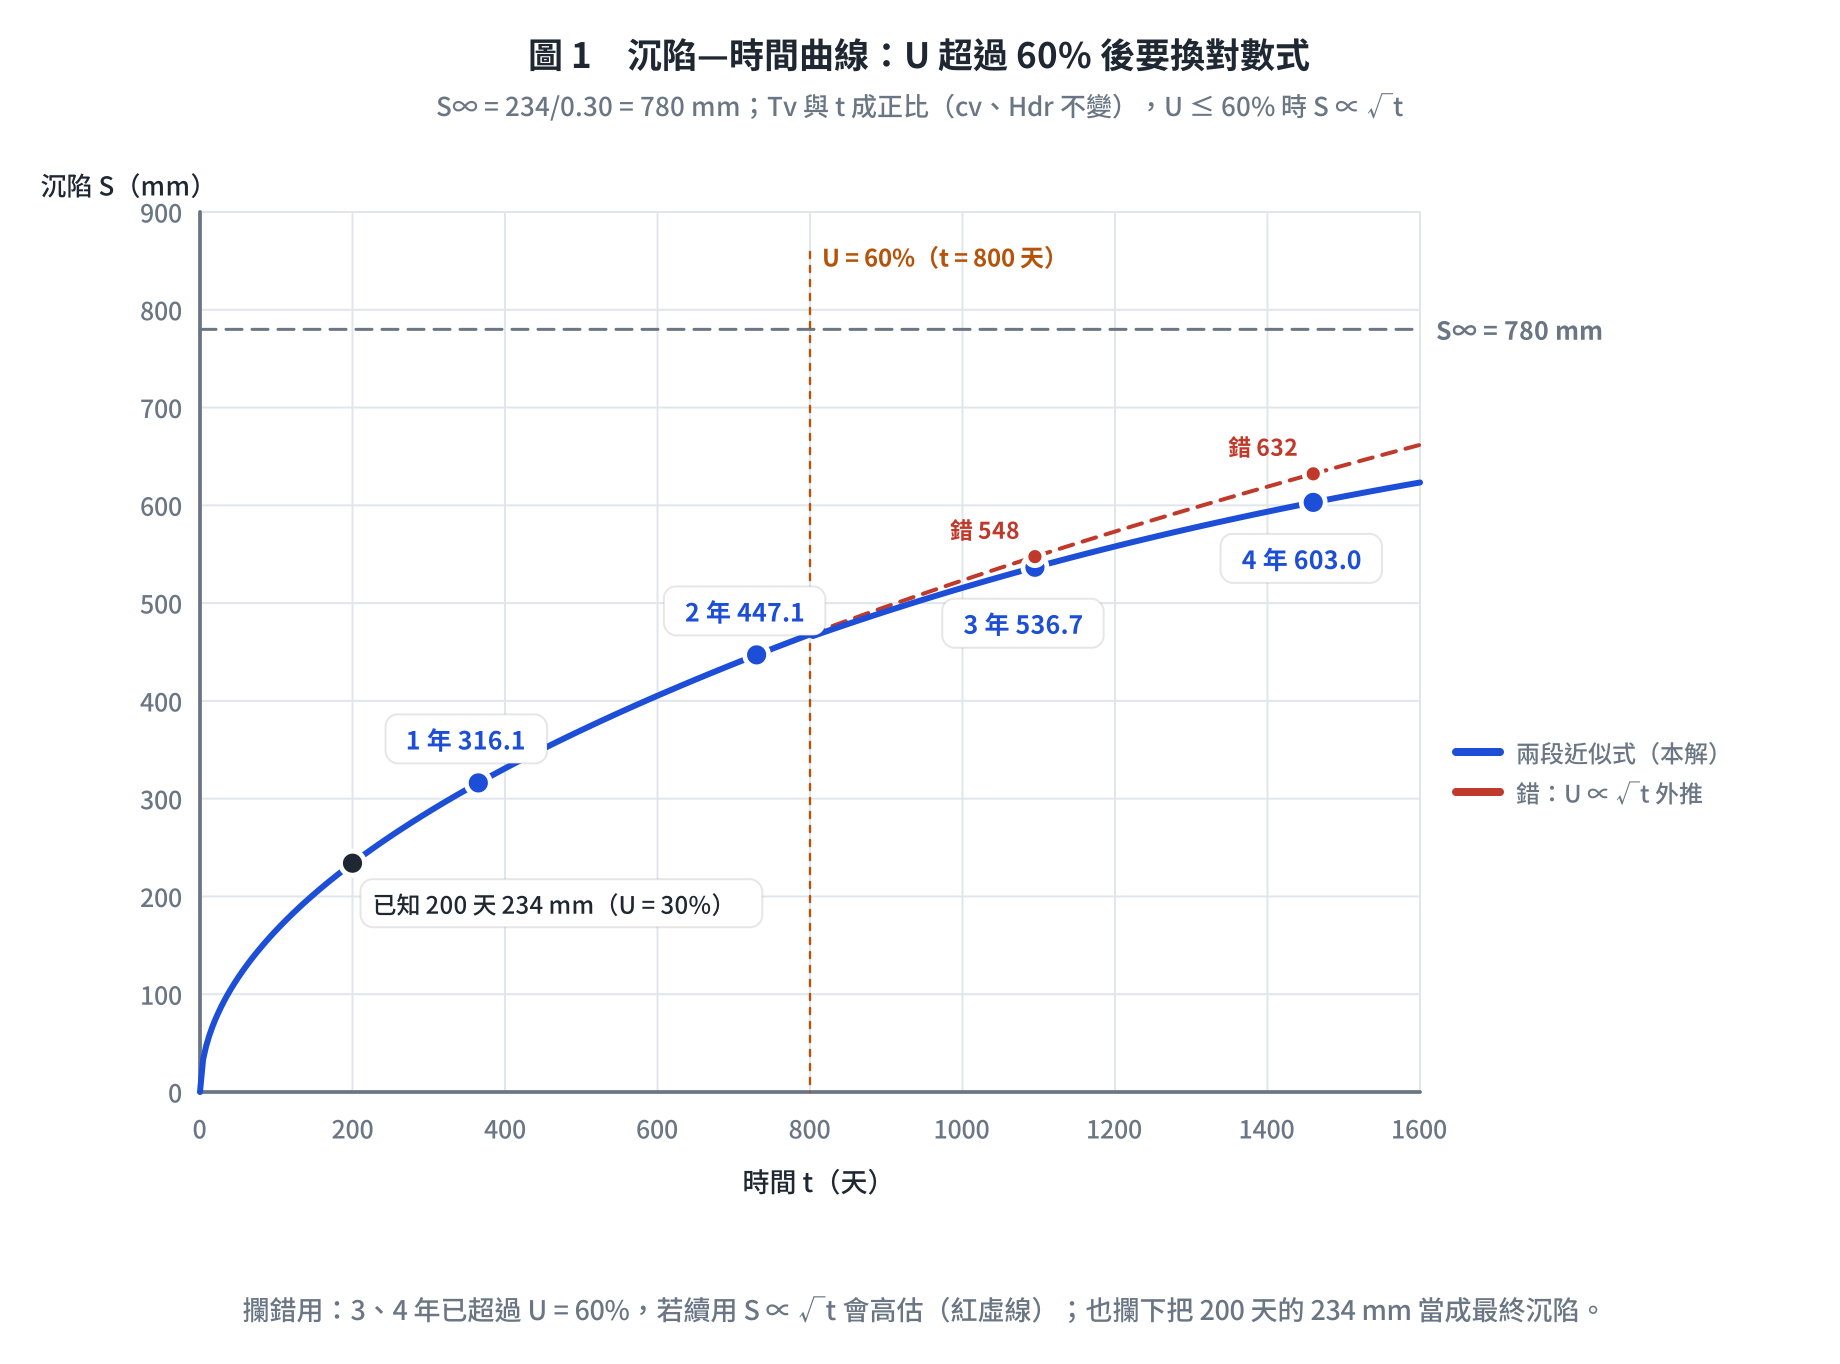 圖 1　沉陷—時間曲線：U 超過 60% 後要換對數式
S∞ = 234/0.30 = 780 mm；Tv 與 t 成正比（cv、Hdr 不變），U ≤ 60% 時 S ∝ √t
沉陷 S（mm）
900
800
700
600
500
400
300
200
100
0
U = 60%（t = 800 天）
S∞ = 780 mm
錯 632
錯 548
4 年 603.0
2 年 447.1
3 年 536.7
1 年 316.1
已知 200 天 234 mm（U = 30%）
兩段近似式（本解）
錯：U ∝ √t 外推
0 200 400 600 800 1000 1200 1400 1600
時間 t（天）
攔錯用：3、4 年已超過 U = 60%，若續用 S ∝ √t 會高估（紅虛線）；也攔下把 200 天的 234 mm 當成最終沉陷。